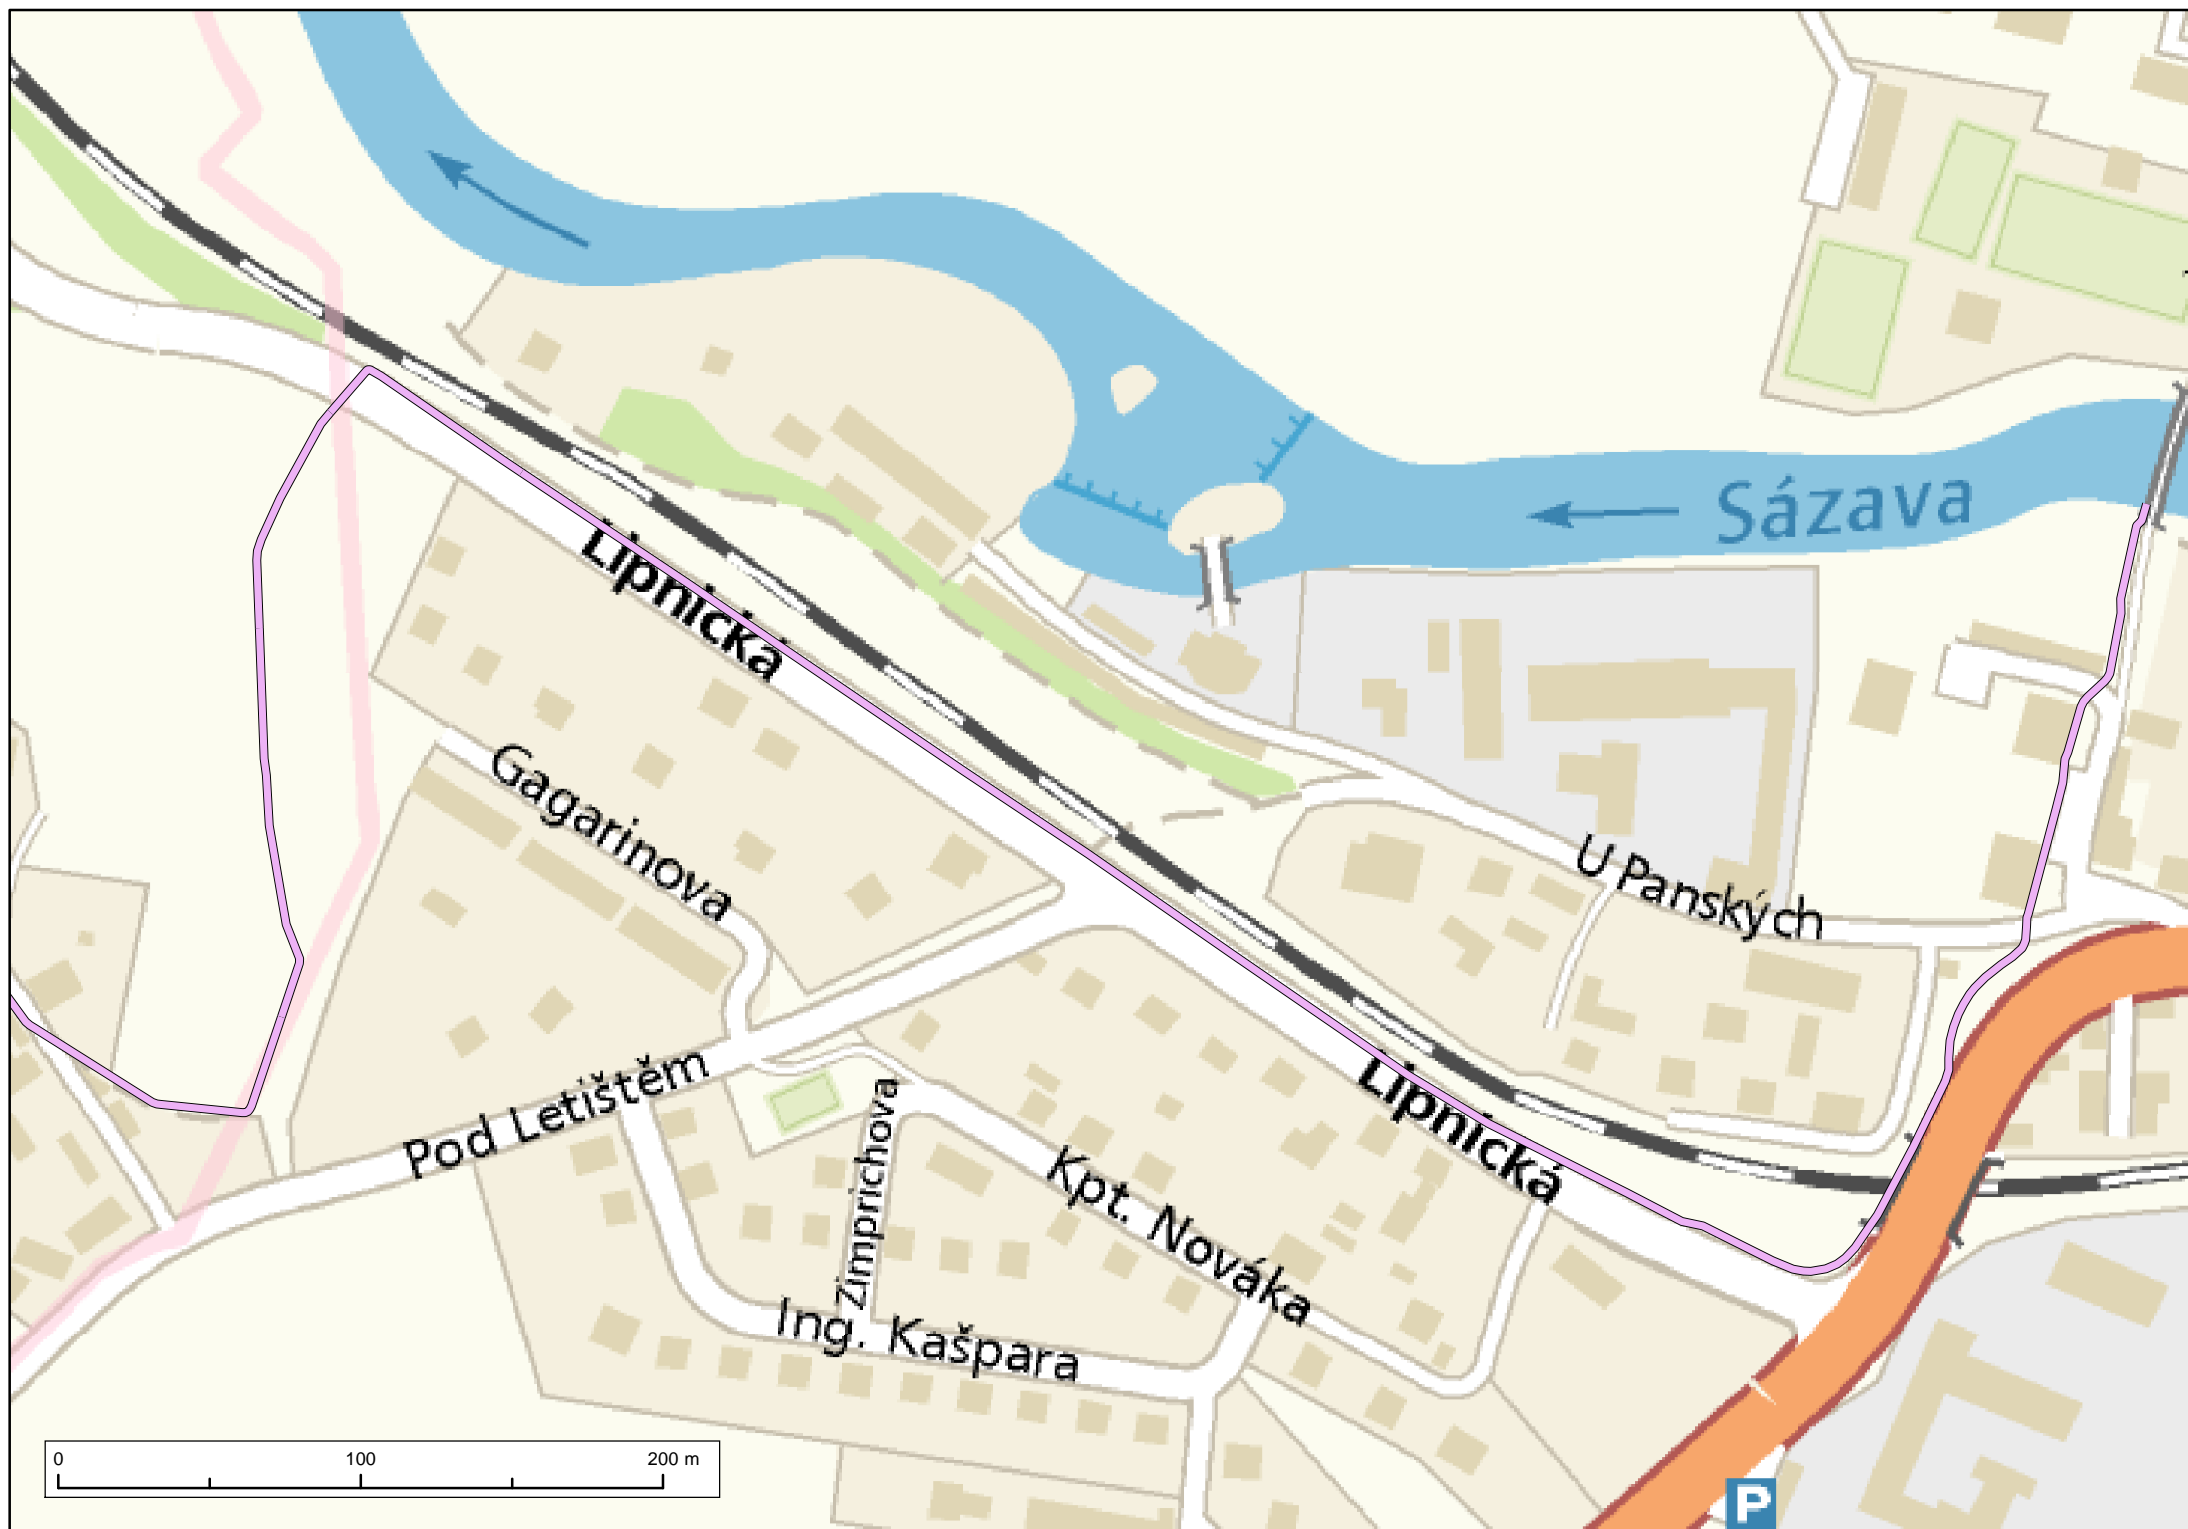 Sázava
Lipnická
Gagarinova
U Panských
Pod Letištěm
Lipnická
Zimprichova
Kpt. Nováka
Ing. Kašpara
0 100 200 m
P